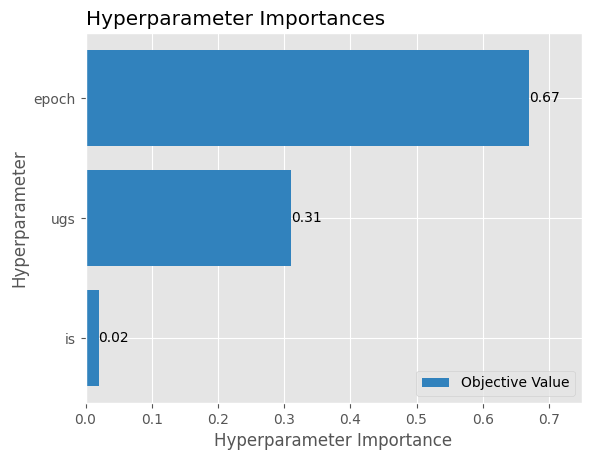 Hyperparameter Importances
Hyperparameter
epoch
0.67
ugs
0.31
is
0.02
Objective Value
0.0 0.1 0.2 0.3 0.4 0.5 0.6 0.7
Hyperparameter Importance